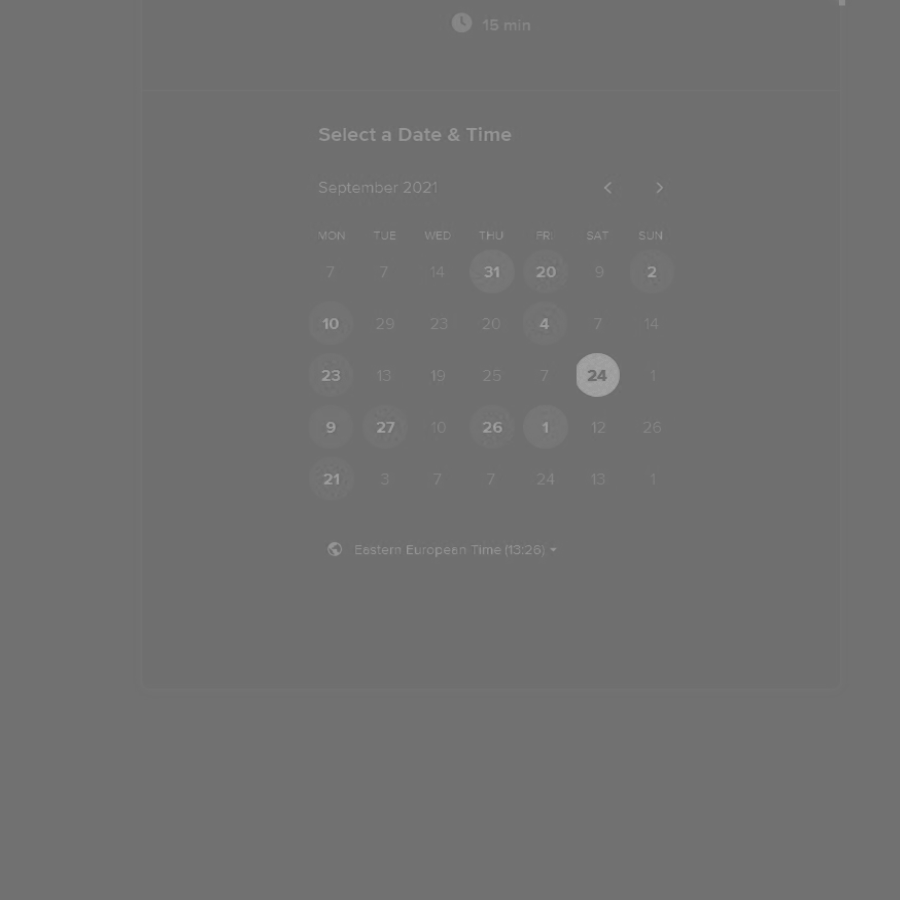 15 min
Select a Date & Time
September 2021
MON TUE WED THU FRI SAT SUN
7 7 14 31 20 9 2
10 29 23 20 4 7 14
23 13 19 25 7 24 1
9 27 10 26 1 12 26
21 3 7 7 24 13 1
Eestern European Time (13:26)